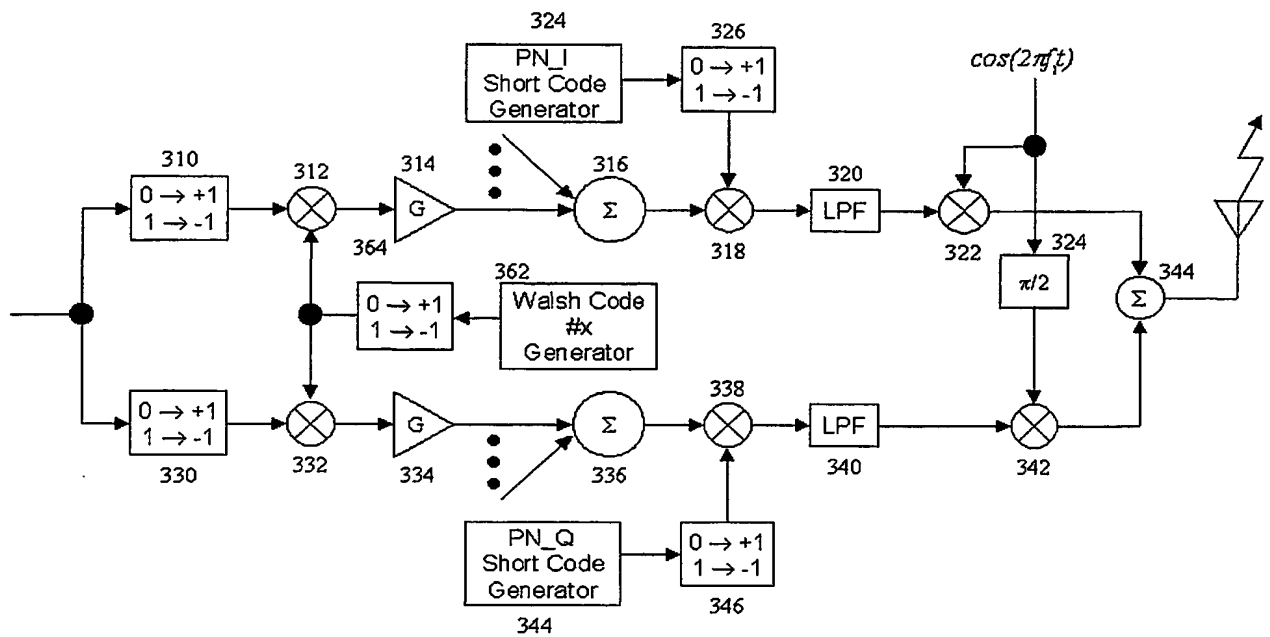 324
326
PN_I
Short Code
Generator
0 → +1
1 → -1
cos(2πf₁t)
310
0 → +1
1 → -1
312
314
G
364
316
Σ
318
320
LPF
322
324
π/2
344
Σ
362
0 → +1
1 → -1
Walsh Code
#x
Generator
330
0 → +1
1 → -1
332
334
G
336
Σ
338
340
LPF
342
PN_Q
Short Code
Generator
344
0 → +1
1 → -1
346